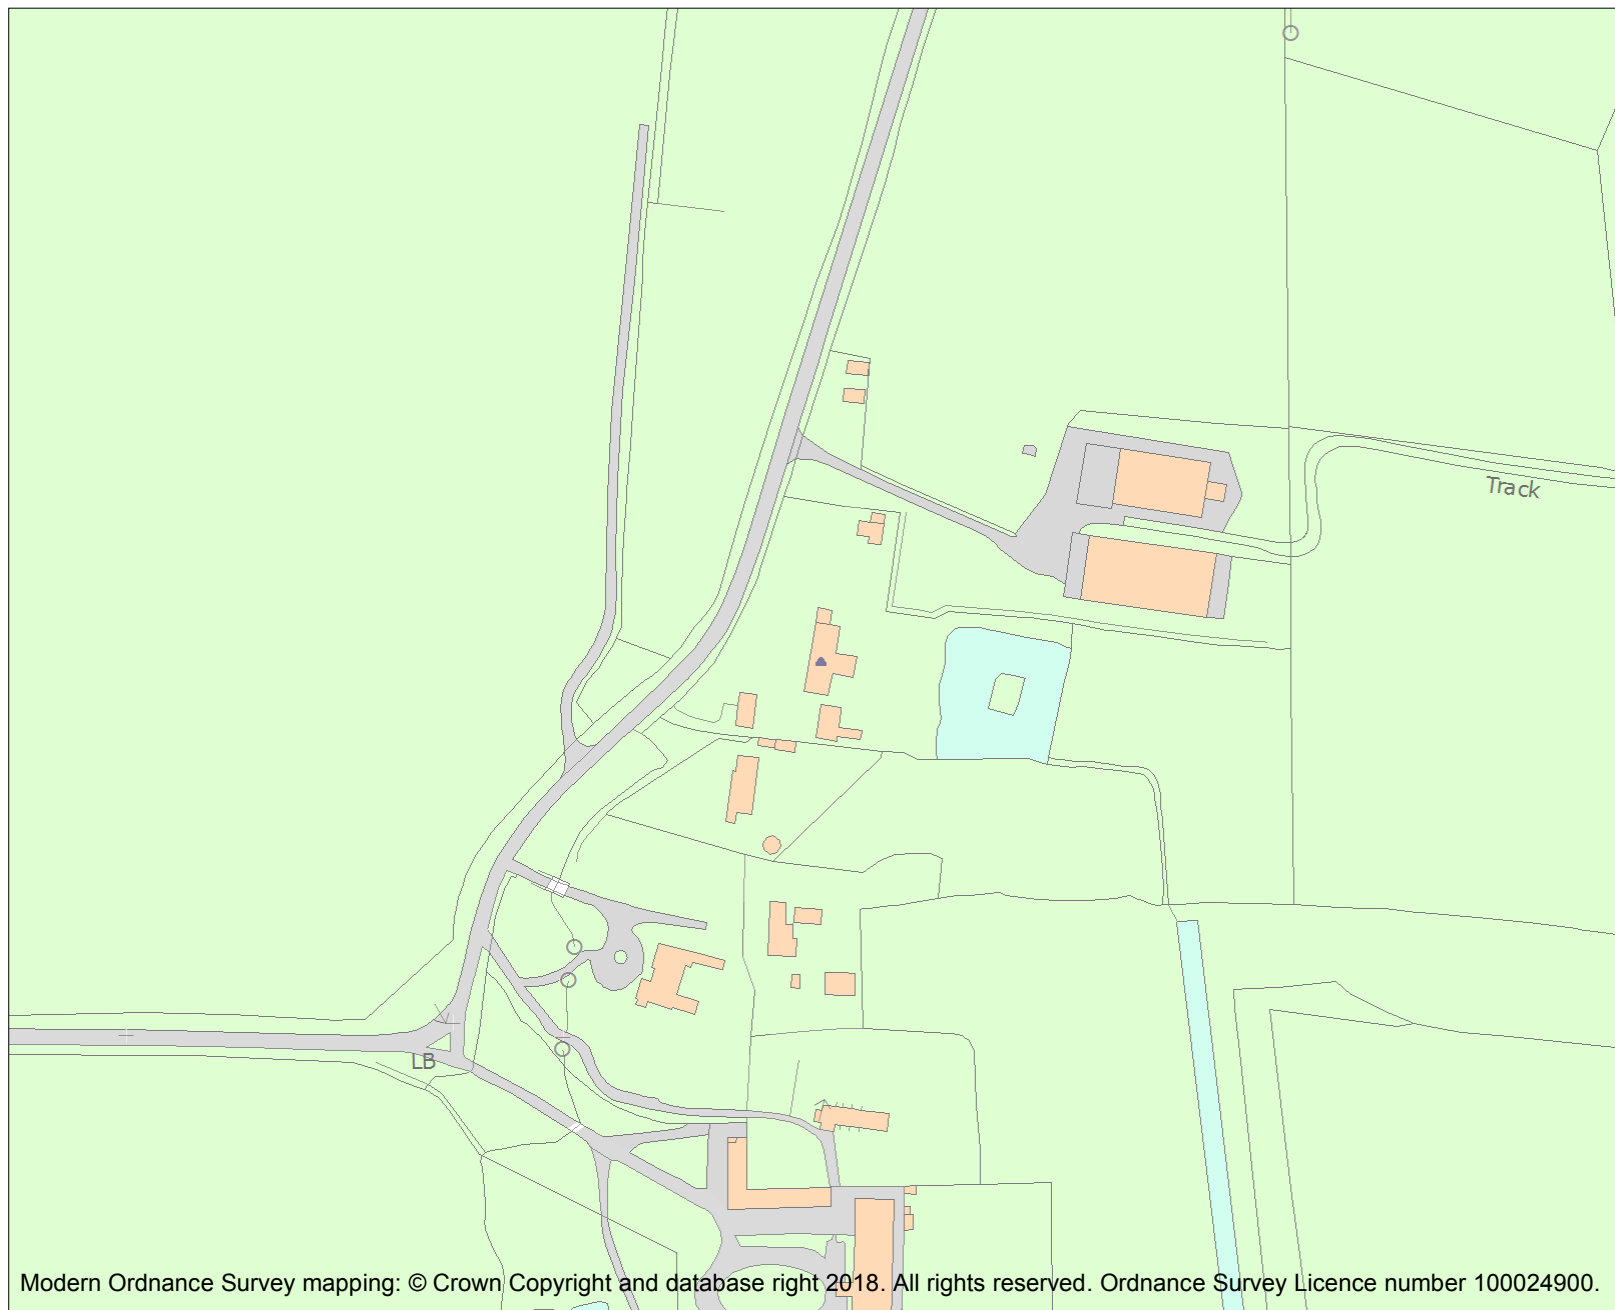 Track
LB
Modern Ordnance Survey mapping: © Crown Copyright and database right 2018. All rights reserved. Ordnance Survey Licence number 100024900.